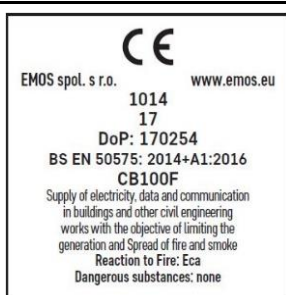 CE
EMOS spol. s r.o. www.emos.eu
1014
17
DoP: 170254
BS EN 50575: 2014+A1:2016
CB100F
Supply of electricity, data and communication
in buildings and other civil engineering
works with the objective of limiting the
generation and Spread of fire and smoke
Reaction to Fire: Eca
Dangerous substances: none